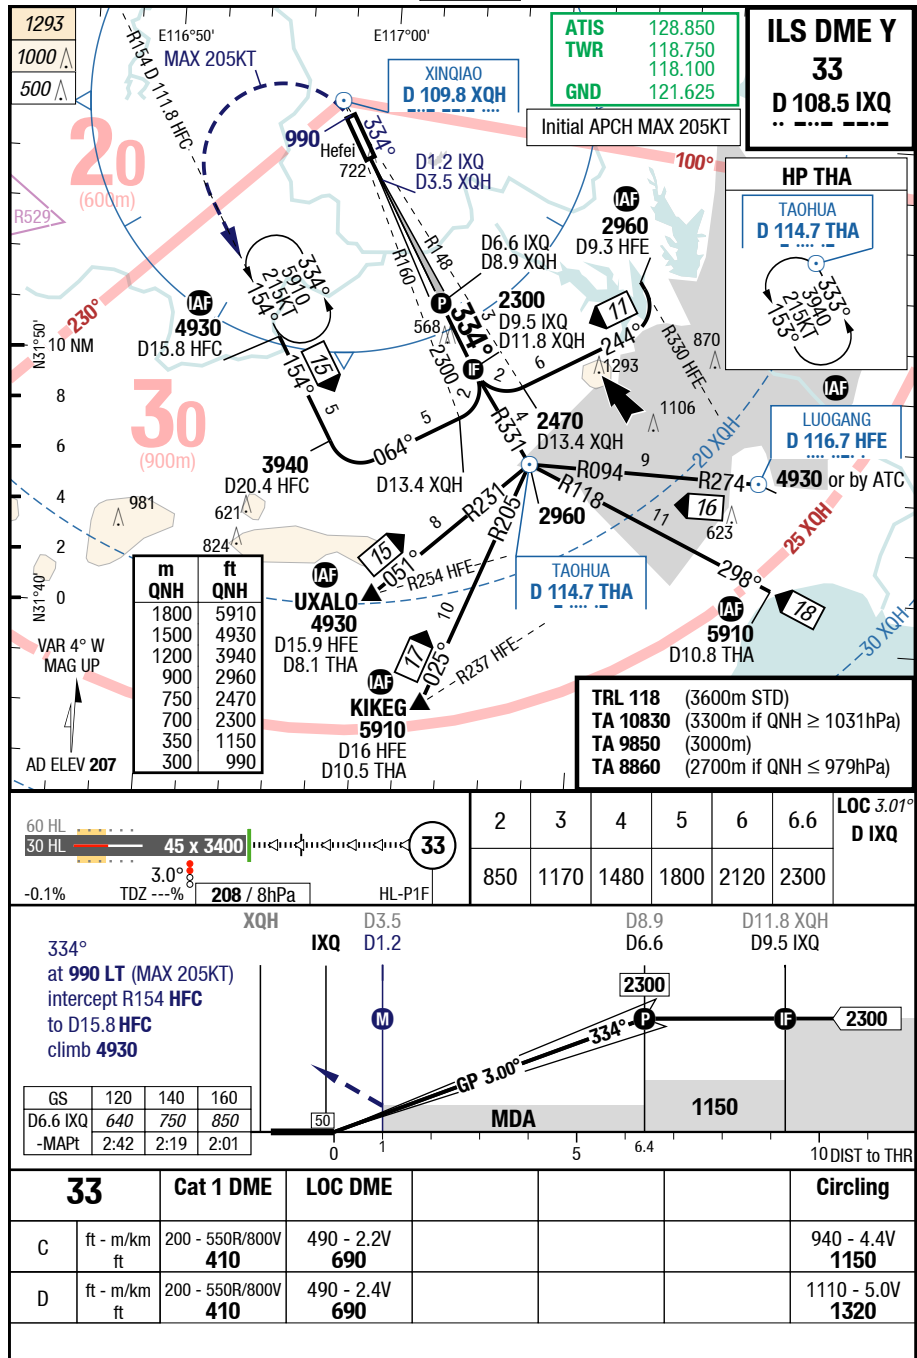 1293
1000
500
E116°50'
E117°00'
R154 D 111.8 HFC
MAX 205KT
XINQIAO
D 109.8 XQH
ATIS 128.850
TWR 118.750
118.100
GND 121.625
Initial APCH MAX 205KT
ILS DME Y
33
D 108.5 IXQ
20
(600m)
990
Hefei
722
334°
D1.2 IXQ
D3.5 XQH
100°
HP THA
TAOHUA
D 114.7 THA
333°
3940
215KT
153°
R529
IAF
2960
D9.3 HFE
R148
R160
D6.6 IXQ
D8.9 XQH
334°
5910
215KT
154°
230°
IAF
4930
D15.8 HFC
P
568
3
334°
2300
D9.5 IXQ
D11.8 XQH
11
244°
R330 HFE
870
N31°50'
10 NM
8
6
4
2
0
N31°40'
15
154°
5
2300
IF
2
2
6
1293
1106
IAF
30
(900m)
5
064°
3940
D20.4 HFC
D13.4 XQH
R331
4
2470
D13.4 XQH
20 XQH
LUOGANG
D 116.7 HFE
R094
9
R274
4930 or by ATC
R118
2960
16
11
623
25 XQH
981
621
824
8
R231
R205
15
051°
R254 HFE
TAOHUA
D 114.7 THA
298°
18
30 XQH
IAF
UXALO
4930
D15.9 HFE
D8.1 THA
10
17
025°
R237 HFE
IAF
5910
D10.8 THA
IAF
KIKEG
5910
D16 HFE
D10.5 THA
m ft
QNH QNH
1800 5910
1500 4930
1200 3940
900 2960
750 2470
700 2300
350 1150
300 990
VAR 4° W
MAG UP
AD ELEV 207
TRL 118 (3600m STD)
TA 10830 (3300m if QNH ≥ 1031hPa)
TA 9850 (3000m)
TA 8860 (2700m if QNH ≤ 979hPa)
60 HL
30 HL
45 x 3400
33
3.0°
-0.1%
TDZ ---%
208 / 8hPa
HL-P1F
2 3 4 5 6 6.6 LOC 3.01°
D IXQ
850 1170 1480 1800 2120 2300
XQH D3.5 D8.9 D11.8 XQH
IXQ D1.2 D6.6 D9.5 IXQ
334°
at 990 LT (MAX 205KT)
intercept R154 HFC
to D15.8 HFC
climb 4930
2300
M
P
IF
2300
334°
GP 3.00°
50
MDA
1150
0 1 5 6.4 10 DIST to THR
GS 120 140 160
D6.6 IXQ 640 750 850
-MAPt 2:42 2:19 2:01
33 Cat 1 DME LOC DME Circling
C ft - m/km 200 - 550R/800V 490 - 2.2V 940 - 4.4V
ft 410 690 1150
D ft - m/km 200 - 550R/800V 490 - 2.4V 1110 - 5.0V
ft 410 690 1320